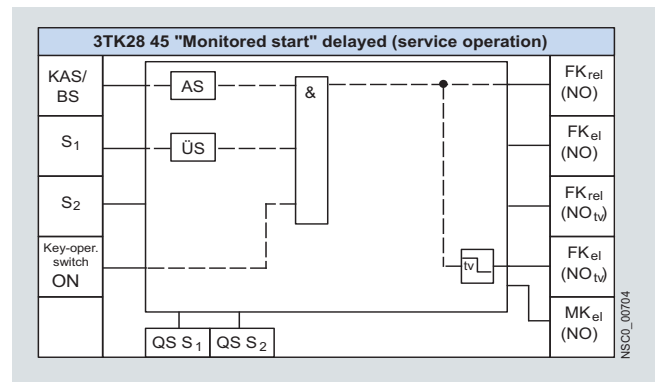 3TK28 45 "Monitored start" delayed (service operation)
KAS/
BS
AS
&
FKrel
(NO)
S1
ÜS
FKel
(NO)
S2
FKrel
(NOtv)
Key-oper.
switch
ON
tv
FKel
(NOtv)
MKel
(NO)
QS S1
QS S2
NSC0_00704